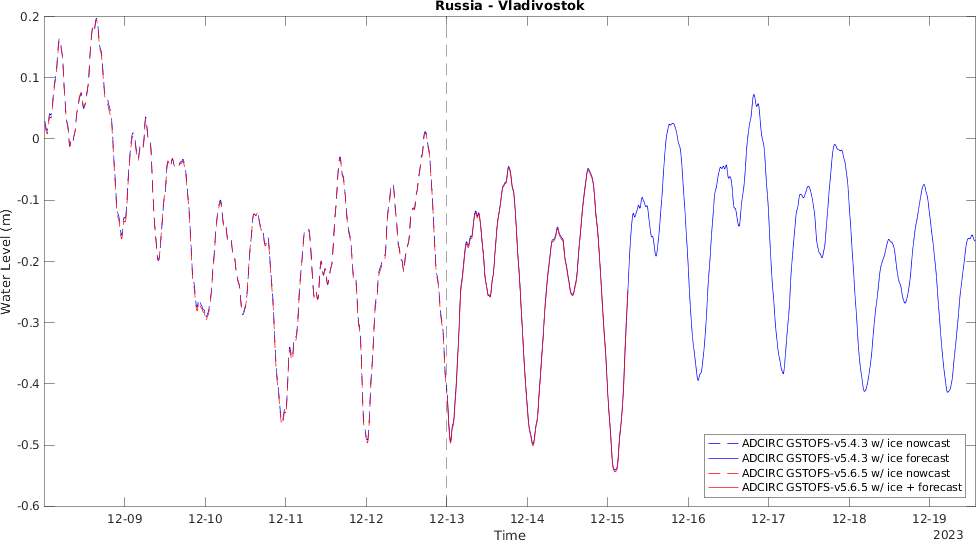 Russia - Vladivostok
Water Level (m)
0.2
0.1
0
-0.1
-0.2
-0.3
-0.4
-0.5
-0.6
ADCIRC GSTOFS-v5.4.3 w/ ice nowcast
ADCIRC GSTOFS-v5.4.3 w/ ice forecast
ADCIRC GSTOFS-v5.6.5 w/ ice nowcast
ADCIRC GSTOFS-v5.6.5 w/ ice + forecast
12-09 12-10 12-11 12-12 12-13 12-14 12-15 12-16 12-17 12-18 12-19
Time
2023